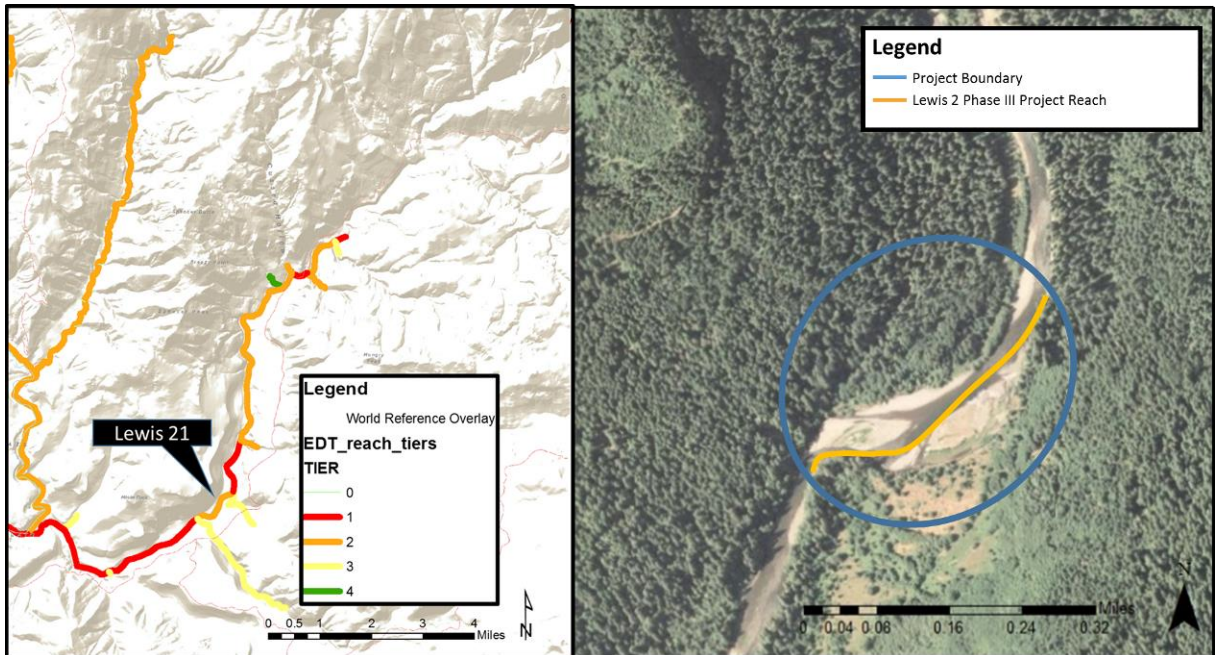 Lewis 21
Legend
World Reference Overlay
EDT_reach_tiers
TIER
0
1
2
3
4
0 0.5 1 2 3 4
Miles
N
Legend
Project Boundary
Lewis 2 Phase III Project Reach
0 0.04 0.08 0.16 0.24 0.32
Miles